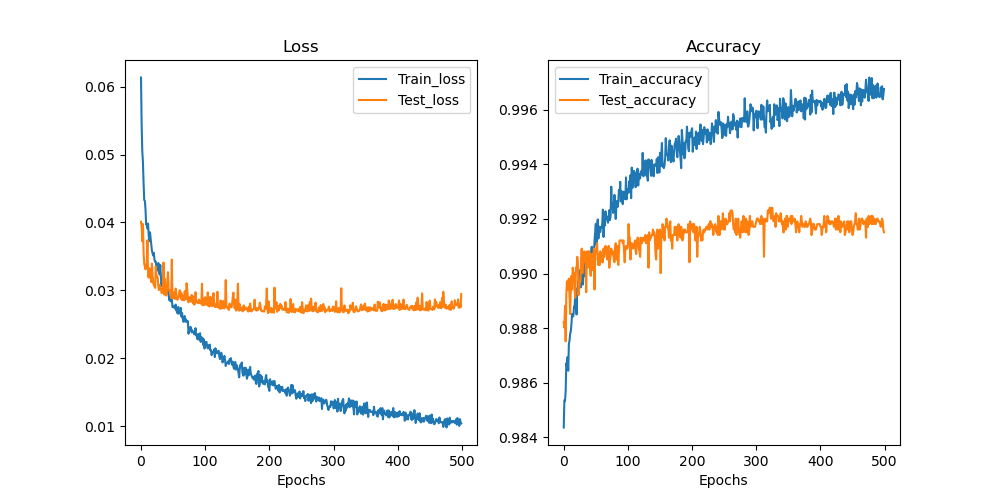 Loss
Train_loss
Test_loss
0.06
0.05
0.04
0.03
0.02
0.01
0 100 200 300 400 500
Epochs
Accuracy
Train_accuracy
Test_accuracy
0.996
0.994
0.992
0.990
0.988
0.986
0.984
0 100 200 300 400 500
Epochs